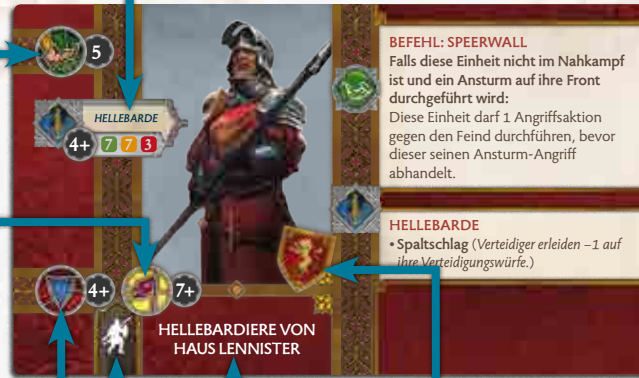 5
HELLEBARDE
4+ 7 7 3
4+ 7+
HELLEBARDIERE VON
HAUS LENNISTER
BEFEHL: SPEERWALL
Falls diese Einheit nicht im Nahkampf
ist und ein Ansturm auf ihre Front
durchgeführt wird:
Diese Einheit darf 1 Angriffsaktion
gegen den Feind durchführen, bevor
dieser seinen Ansturm-Angriff
abhandelt.
HELLEBARDE
• Spaltschlag (Verteidiger erleiden –1 auf
ihre Verteidigungswürfe.)